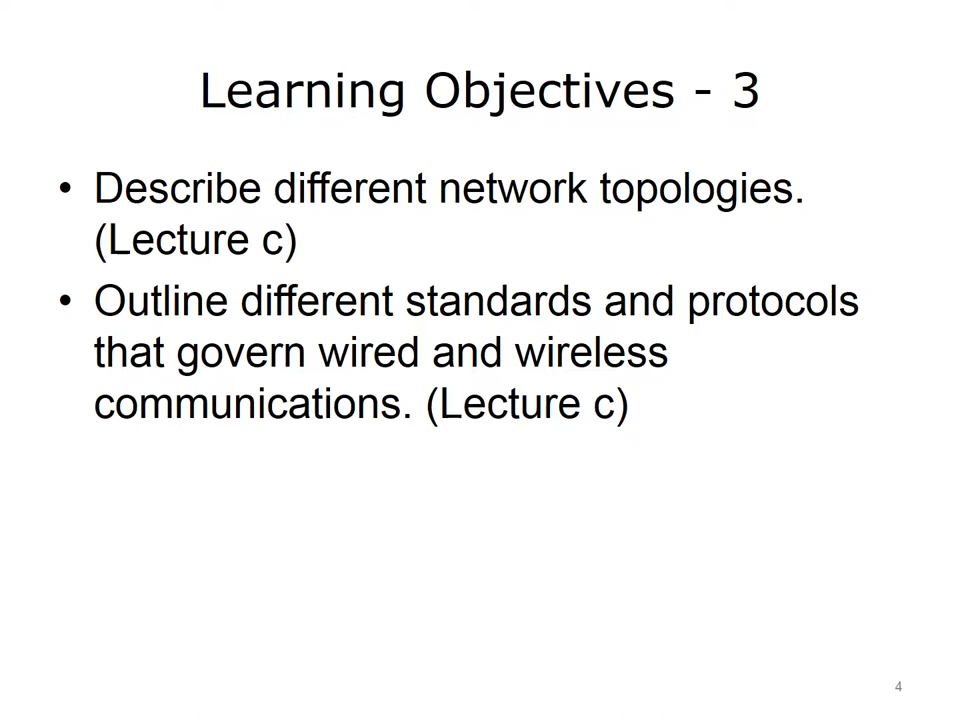 Learning Objectives - 3
• Describe different network topologies.
(Lecture c)
• Outline different standards and protocols
that govern wired and wireless
communications. (Lecture c)
4